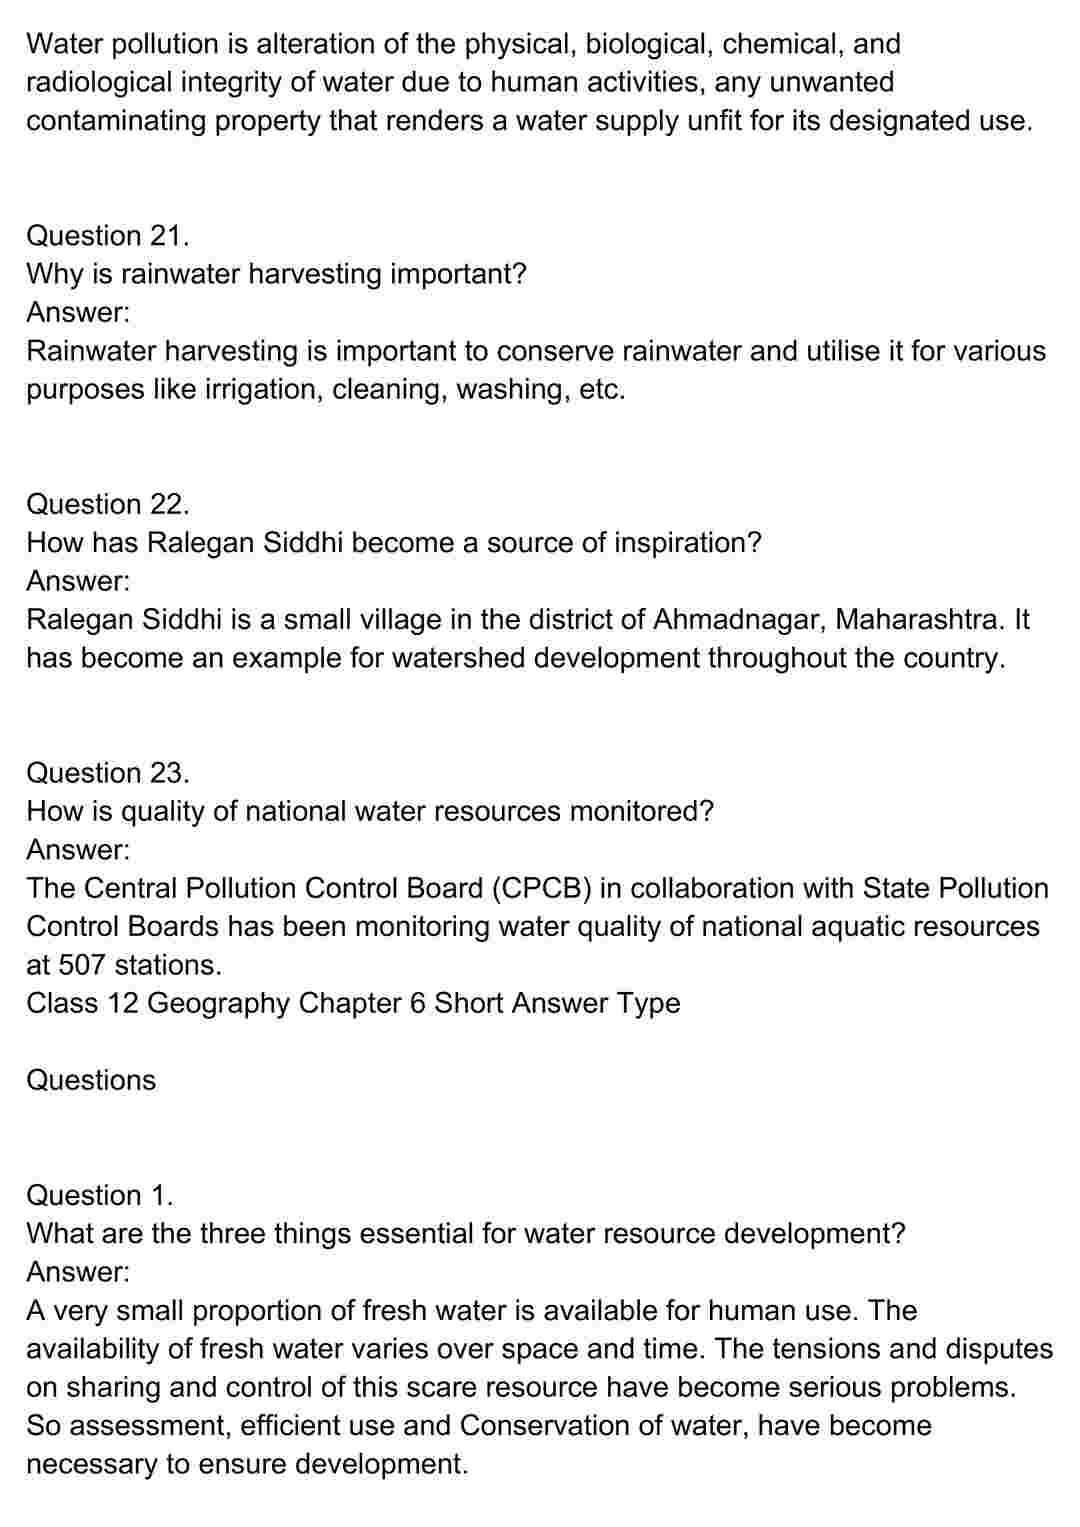 Water pollution is alteration of the physical, biological, chemical, and
radiological integrity of water due to human activities, any unwanted
contaminating property that renders a water supply unfit for its designated use.
Question 21.
Why is rainwater harvesting important?
Answer:
Rainwater harvesting is important to conserve rainwater and utilise it for various
purposes like irrigation, cleaning, washing, etc.
Question 22.
How has Ralegan Siddhi become a source of inspiration?
Answer:
Ralegan Siddhi is a small village in the district of Ahmadnagar, Maharashtra. It
has become an example for watershed development throughout the country.
Question 23.
How is quality of national water resources monitored?
Answer:
The Central Pollution Control Board (CPCB) in collaboration with State Pollution
Control Boards has been monitoring water quality of national aquatic resources
at 507 stations.
Class 12 Geography Chapter 6 Short Answer Type
Questions
Question 1.
What are the three things essential for water resource development?
Answer:
A very small proportion of fresh water is available for human use. The
availability of fresh water varies over space and time. The tensions and disputes
on sharing and control of this scare resource have become serious problems.
So assessment, efficient use and Conservation of water, have become
necessary to ensure development.